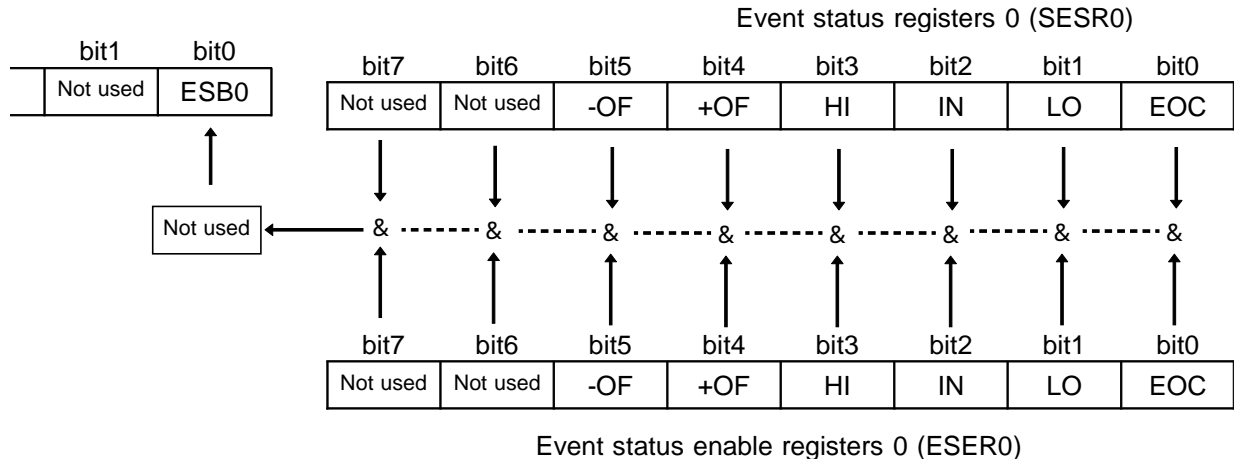 Event status registers 0 (SESR0)
bit1 bit0
Not used ESB0
bit7 bit6 bit5 bit4 bit3 bit2 bit1 bit0
Not used Not used -OF +OF HI IN LO EOC
Not used
& & & & & & & &
bit7 bit6 bit5 bit4 bit3 bit2 bit1 bit0
Not used Not used -OF +OF HI IN LO EOC
Event status enable registers 0 (ESER0)